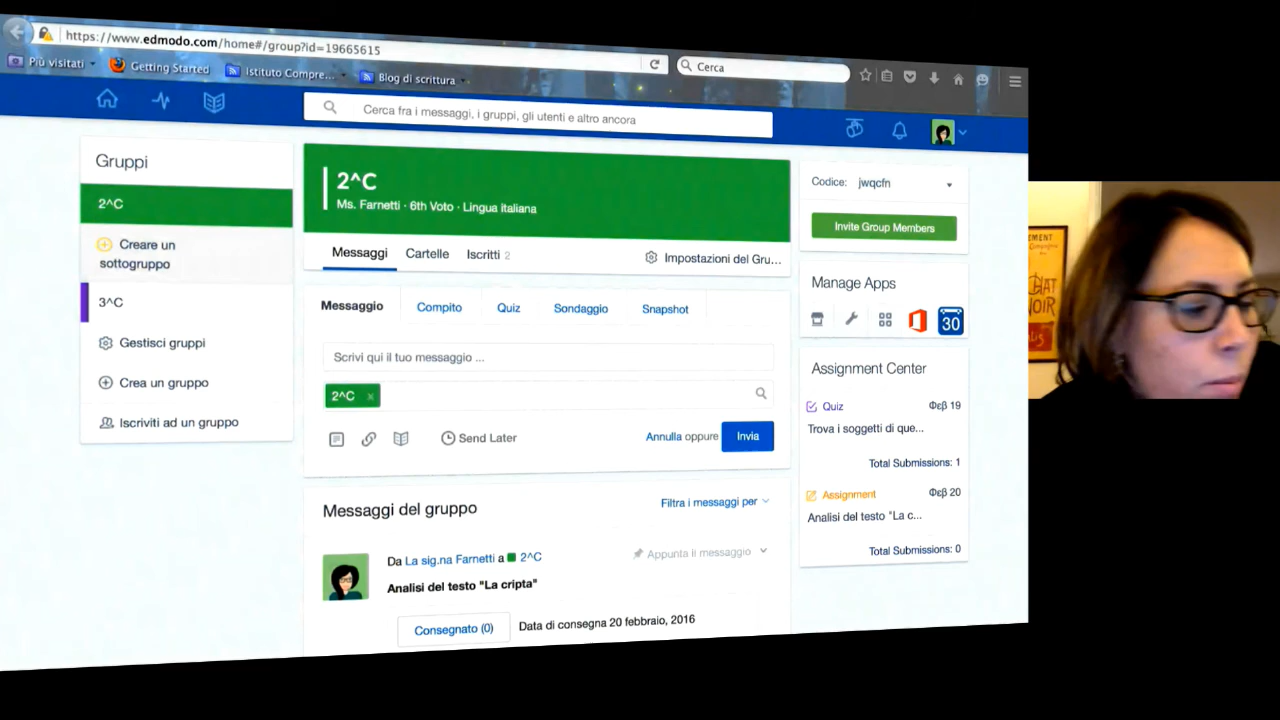 https://www.edmodo.com/home#/group?id=19665615
Cerca
Più visitati
Getting Started
Istituto Compre...
Blog di scrittura
Cerca fra i messaggi, i gruppi, gli utenti e altro ancora
Gruppi
2^C
Creare un
sottogruppo
3^C
Gestisci gruppi
Crea un gruppo
Iscriviti ad un gruppo
2^C
Ms. Farnetti · 6th Voto · Lingua italiana
Messaggi
Cartelle
Iscritti 2
Impostazioni del Gru...
Messaggio
Compito
Quiz
Sondaggio
Snapshot
Scrivi qui il tuo messaggio ...
2^C ×
Send Later
Annulla oppure
Invia
Messaggi del gruppo
Filtra i messaggi per
Da La sig.na Farnetti a 2^C
Appunta il messaggio
Analisi del testo "La cripta"
Consegnato (0)
Data di consegna 20 febbraio, 2016
Codice: jwqcfn
Invite Group Members
Manage Apps
30
Assignment Center
Quiz
Φεβ 19
Trova i soggetti di que...
Total Submissions: 1
Assignment
Φεβ 20
Analisi del testo "La c...
Total Submissions: 0
EMENT
CHAT
NOIR